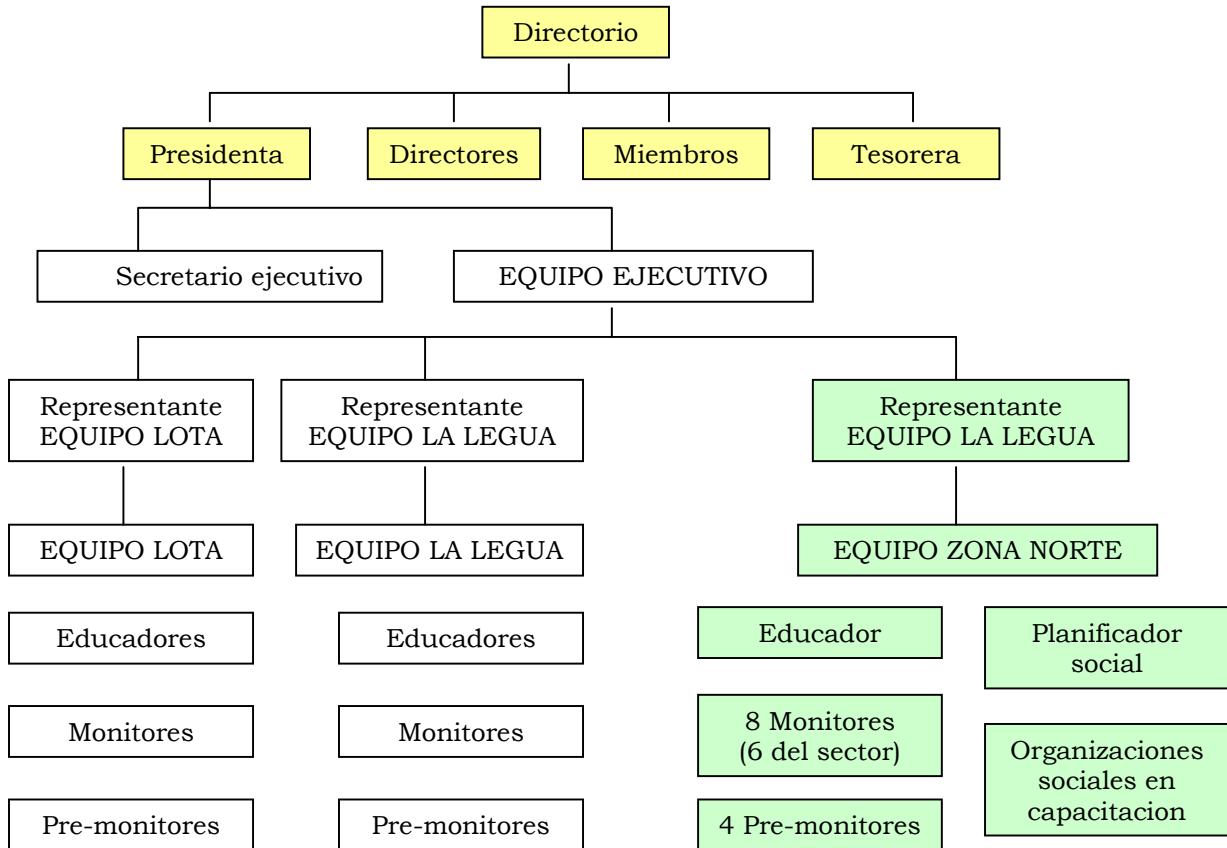 Directorio
Presidenta
Directores
Miembros
Tesorera
Secretario ejecutivo
EQUIPO EJECUTIVO
Representante
EQUIPO LOTA
Representante
EQUIPO LA LEGUA
Representante
EQUIPO LA LEGUA
EQUIPO LOTA
EQUIPO LA LEGUA
EQUIPO ZONA NORTE
Educadores
Educadores
Educador
Planificador
social
Monitores
Monitores
8 Monitores
(6 del sector)
Organizaciones
sociales en
capacitacion
Pre-monitores
Pre-monitores
4 Pre-monitores